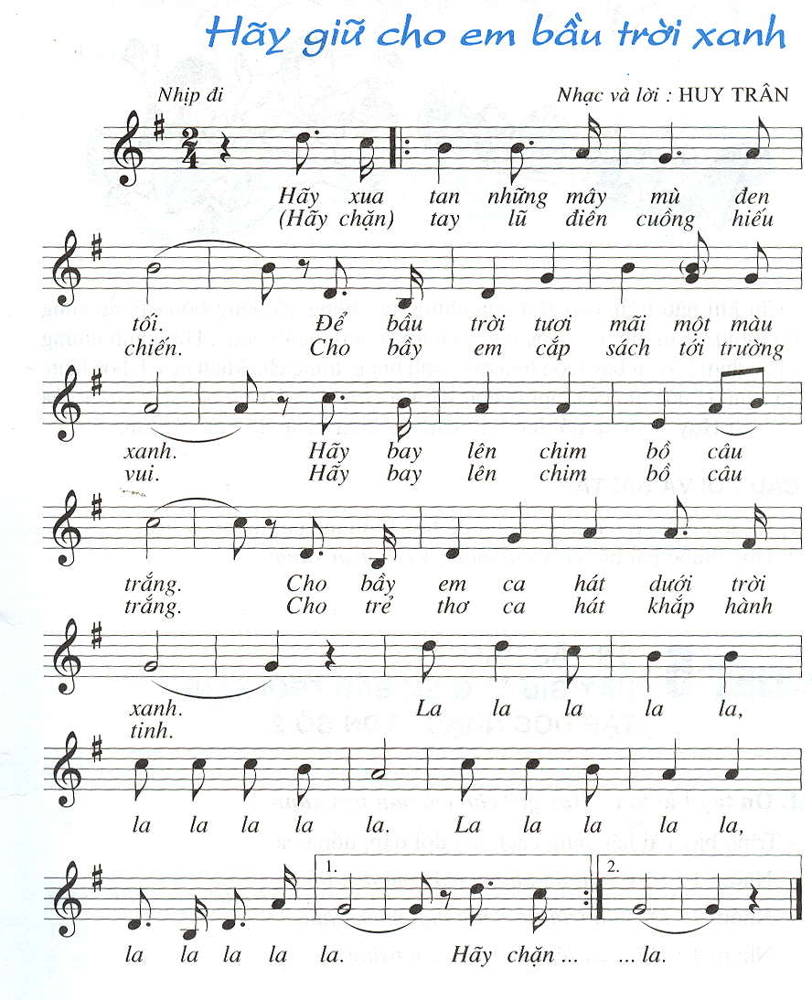 Hãy giữ cho em bầu trời xanh
Nhịp đi
Nhạc và lời : HUY TRÂN
2
4
Hãy xua tan những mây mù đen
(Hãy chặn) tay lũ điên cuồng hiếu
tối. Để bầu trời tươi mãi một màu
chiến. Cho bầy em cắp sách tới trường
xanh. Hãy bay lên chim bồ câu
vui. Hãy bay lên chim bồ câu
trắng. Cho bầy em ca hát dưới trời
trắng. Cho trẻ thơ ca hát khắp hành
xanh. La la la la la,
tinh.
la la la la la. La la la la la,
1.
2.
la la la la la. Hãy chặn ... ... la.